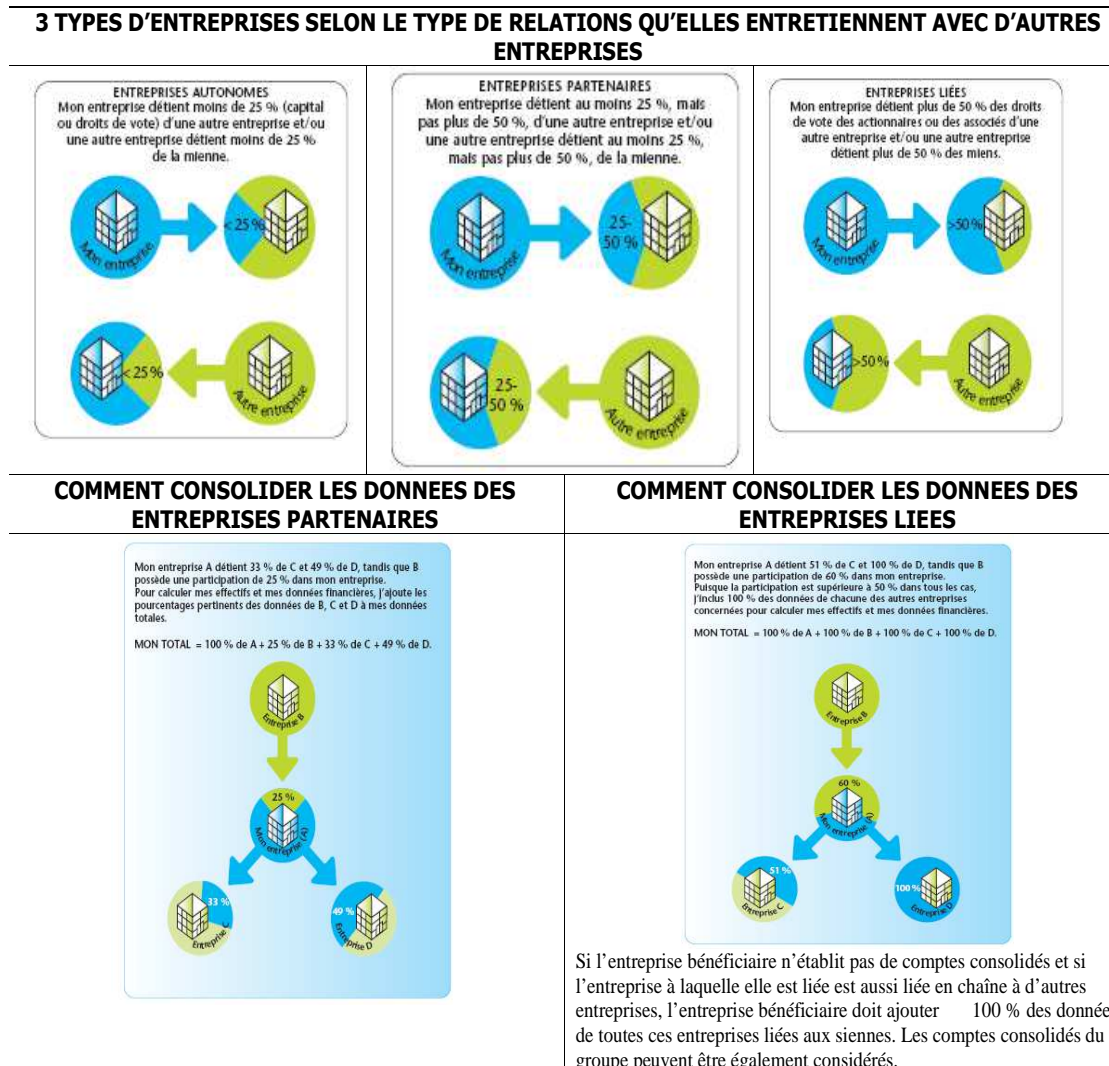 3 TYPES D’ENTREPRISES SELON LE TYPE DE RELATIONS QU’ELLES ENTRETIENNENT AVEC D’AUTRES
ENTREPRISES
ENTREPRISES AUTONOMES
Mon entreprise détient moins de 25 % (capital
ou droits de vote) d’une autre entreprise et/ou
une autre entreprise détient moins de 25 %
de la mienne.
< 25 %
Mon entreprise
< 25 %
Autre entreprise
ENTREPRISES PARTENAIRES
Mon entreprise détient au moins 25 %, mais
pas plus de 50 %, d’une autre entreprise et/ou
une autre entreprise détient au moins 25 %,
mais pas plus de 50 %, de la mienne.
25-
50 %
Mon entreprise
25-
50 %
Autre entreprise
ENTREPRISES LIÉES
Mon entreprise détient plus de 50 % des droits
de vote des actionnaires ou des associés d’une
autre entreprise et/ou une autre entreprise
détient plus de 50 % des miens.
>50 %
Mon entreprise
>50 %
Autre entreprise
COMMENT CONSOLIDER LES DONNEES DES
ENTREPRISES PARTENAIRES
Mon entreprise A détient 33 % de C et 49 % de D, tandis que B
possède une participation de 25 % dans mon entreprise.
Pour calculer mes effectifs et mes données financières, j’ajoute les
pourcentages pertinents des données de B, C et D à mes données
totales.
MON TOTAL = 100 % de A + 25 % de B + 33 % de C + 49 % de D.
Entreprise B
25 %
Mon entreprise (A)
33 %
Entreprise C
49 %
Entreprise D
COMMENT CONSOLIDER LES DONNEES DES
ENTREPRISES LIEES
Mon entreprise A détient 51 % de C et 100 % de D, tandis que B
possède une participation de 60 % dans mon entreprise.
Puisque la participation est supérieure à 50 % dans tous les cas,
j’inclus 100 % des données de chacune des autres entreprises
concernées pour calculer mes effectifs et mes données financières.
MON TOTAL = 100 % de A + 100 % de B + 100 % de C + 100 % de D.
Entreprise B
60 %
Mon entreprise (A)
51 %
Entreprise C
100 %
Entreprise D
Si l’entreprise bénéficiaire n’établit pas de comptes consolidés et si
l’entreprise à laquelle elle est liée est aussi liée en chaîne à d’autres
entreprises, l’entreprise bénéficiaire doit ajouter 100 % des donnée
de toutes ces entreprises liées aux siennes. Les comptes consolidés du
groupe peuvent être également considérés.